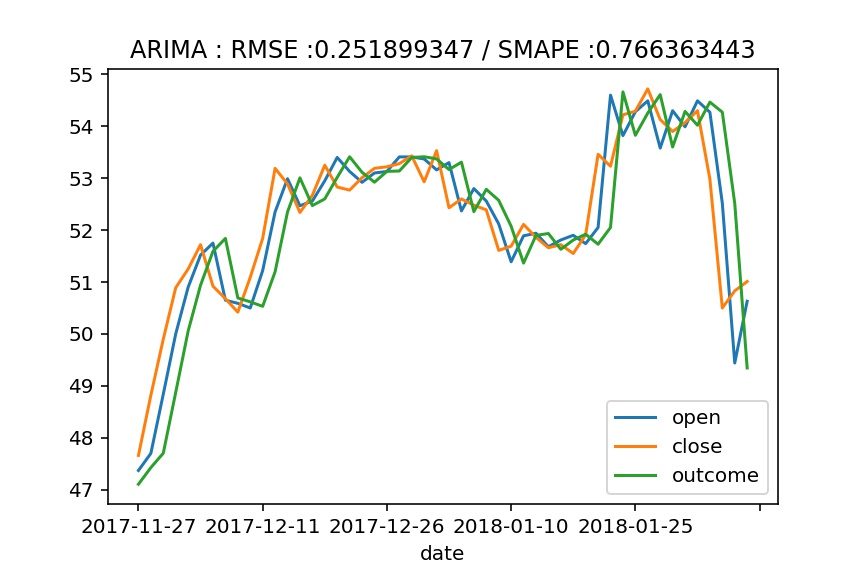 ARIMA : RMSE :0.251899347 / SMAPE :0.766363443
55
54
53
52
51
50
49
48
47
open
close
outcome
2017-11-27 2017-12-11 2017-12-26 2018-01-10 2018-01-25
date